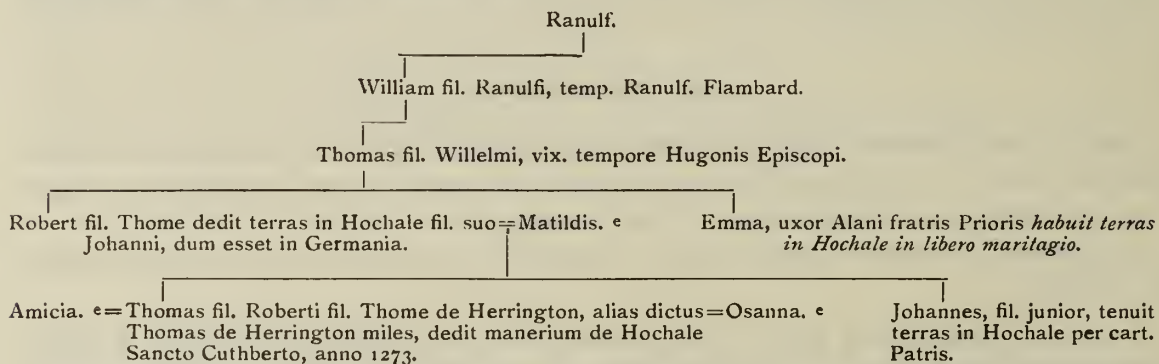 Ranulf.
William fil. Ranulfi, temp. Ranulf. Flambard.
Thomas fil. Willelmi, vix. tempore Hugonis Episcopi.
Robert fil. Thome dedit terras in Hochale fil. suo=Matildis. e
Johanni, dum esset in Germania.
Emma, uxor Alani fratris Prioris habuit terras
in Hochale in libero maritagio.
Amicia. e=Thomas fil. Roberti fil. Thome de Herrington, alias dictus=Osanna. e
Thomas de Herrington miles, dedit manerium de Hochale
Sancto Cuthberto, anno 1273.
Johannes, fil. junior, tenuit
terras in Hochale per cart.
Patris.